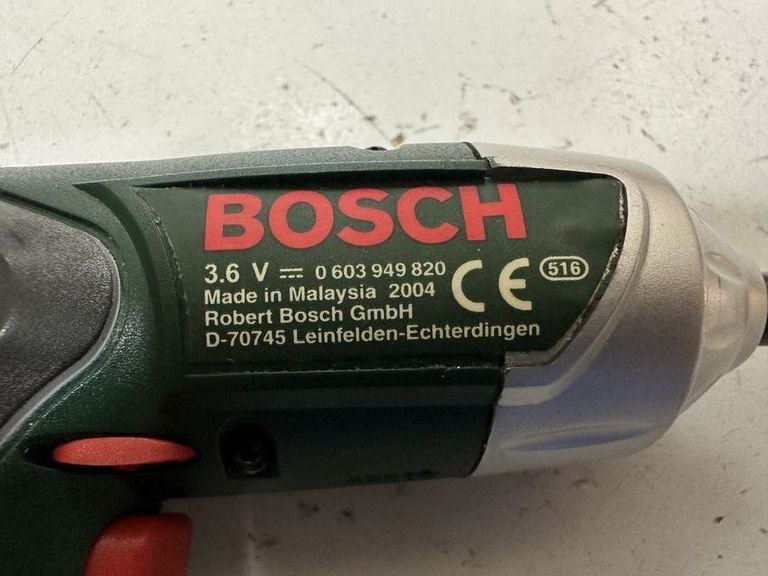 BOSCH
3.6 V ⎓ 0 603 949 820 CE 516
Made in Malaysia 2004
Robert Bosch GmbH
D-70745 Leinfelden-Echterdingen